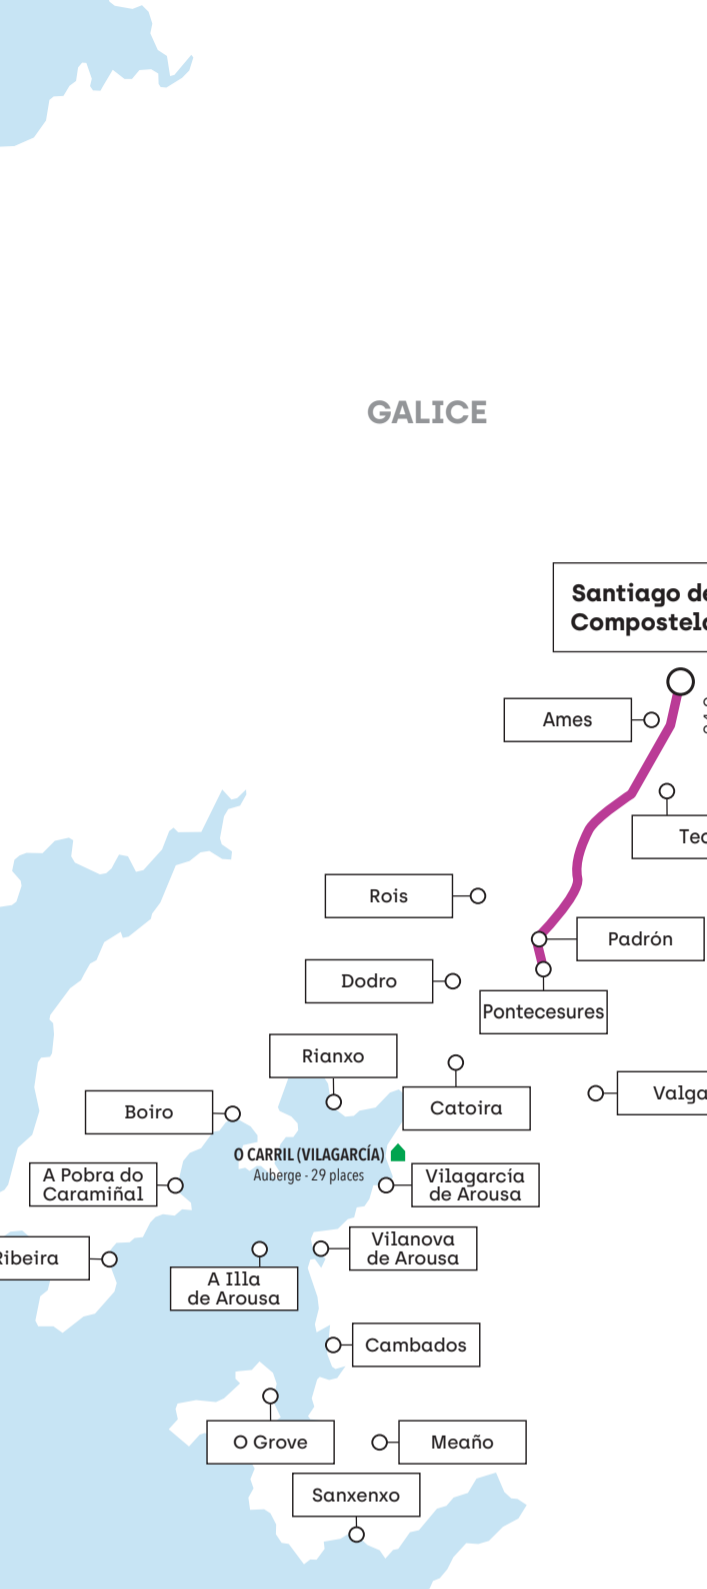 GALICE
Santiago de
Compostela
Ames
Rois
Padrón
Dodro
Pontecesures
Rianxo
Catoira
Boiro
O CARRIL (VILAGARCÍA)
Auberge - 29 places
A Pobra do
Caramiñal
Vilagarcía
de Arousa
Ribeira
Vilanova
de Arousa
A Illa
de Arousa
Cambados
O Grove
Meaño
Sanxenxo